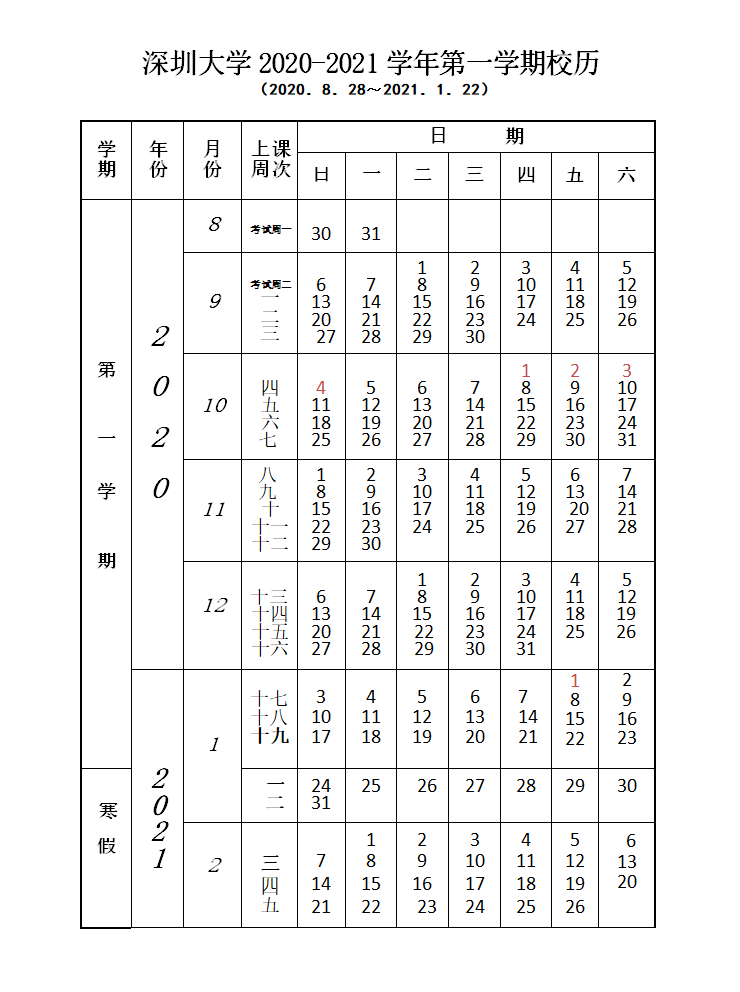 深圳大学 2020-2021 学年第一学期校历
（2020. 8. 28～2021. 1. 22）
学期 年份 月份 上课周次 日 期
日 一 二 三 四 五 六
第一学期 2020 8 考试周一 30 31
9 1 2 3 4 5
考试周二 6 7 8 9 10 11 12
一 13 14 15 16 17 18 19
二 20 21 22 23 24 25 26
三 27 28 29 30
10 1 2 3
四 4 5 6 7 8 9 10
五 11 12 13 14 15 16 17
六 18 19 20 21 22 23 24
七 25 26 27 28 29 30 31
11 八 1 2 3 4 5 6 7
九 8 9 10 11 12 13 14
十 15 16 17 18 19 20 21
十一 22 23 24 25 26 27 28
十二 29 30
12 1 2 3 4 5
十三 6 7 8 9 10 11 12
十四 13 14 15 16 17 18 19
十五 20 21 22 23 24 25 26
十六 27 28 29 30 31
2021 1 1 2
十七 3 4 5 6 7 8 9
十八 10 11 12 13 14 15 16
十九 17 18 19 20 21 22 23
寒假 一 24 25 26 27 28 29 30
二 31
2 1 2 3 4 5 6
三 7 8 9 10 11 12 13
四 14 15 16 17 18 19 20
五 21 22 23 24 25 26